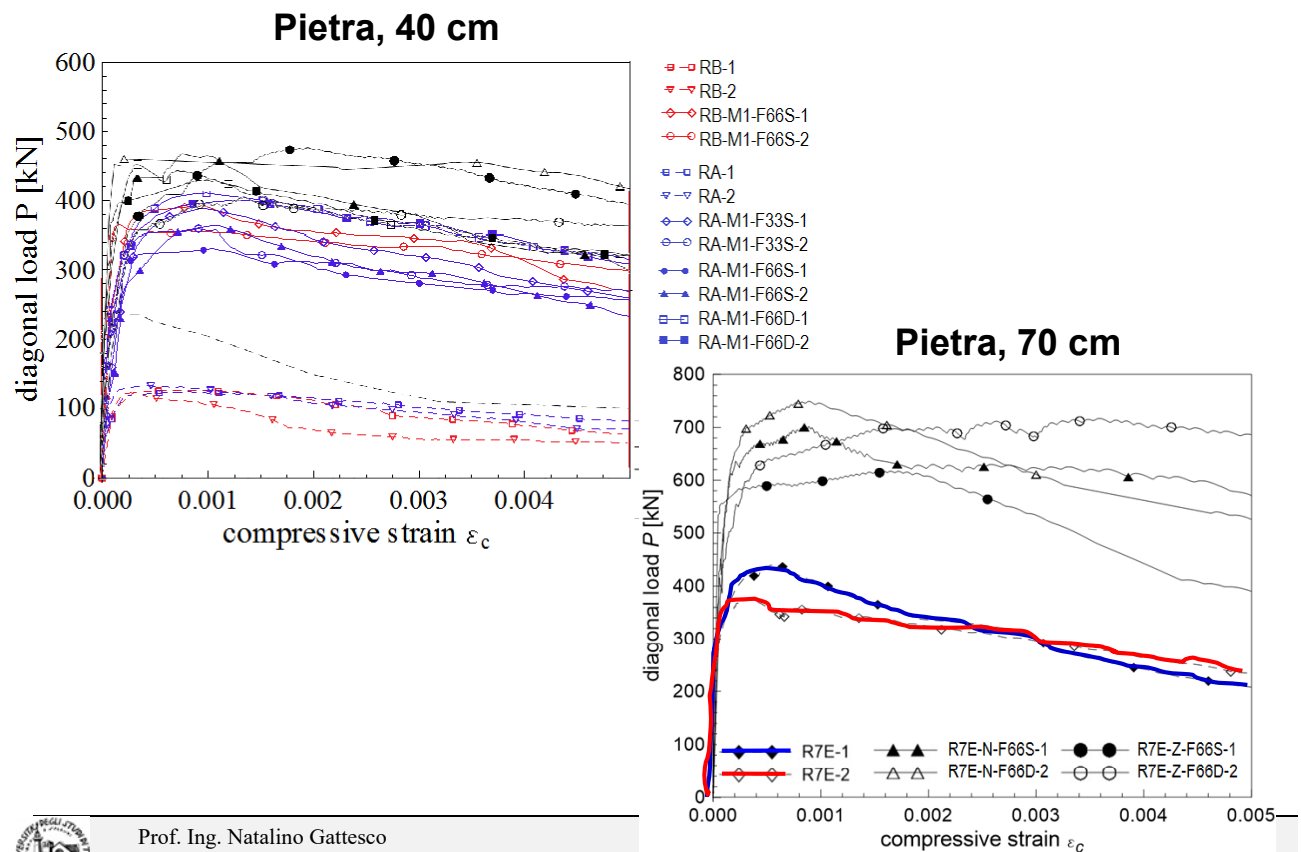 Pietra, 40 cm
600
500
400
300
200
100
0
0.000 0.001 0.002 0.003 0.004
diagonal load P [kN]
compressive strain εc
RB-1
RB-2
RB-M1-F66S-1
RB-M1-F66S-2
RA-1
RA-2
RA-M1-F33S-1
RA-M1-F33S-2
RA-M1-F66S-1
RA-M1-F66S-2
RA-M1-F66D-1
RA-M1-F66D-2
Pietra, 70 cm
800
700
600
500
400
300
200
100
0
0.000 0.001 0.002 0.003 0.004 0.005
diagonal load P [kN]
compressive strain εc
R7E-1 R7E-N-F66S-1 R7E-Z-F66S-1
R7E-2 R7E-N-F66D-2 R7E-Z-F66D-2
Prof. Ing. Natalino Gattesco